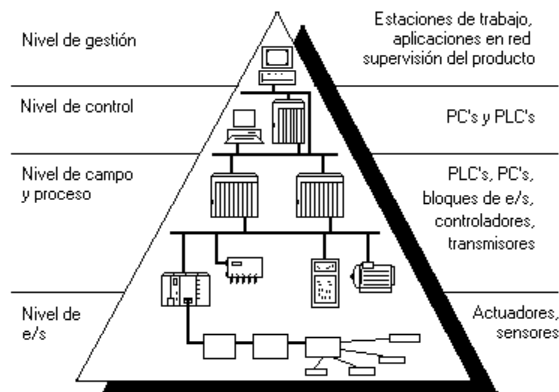 Nivel de gestión
Estaciones de trabajo,
aplicaciones en red
supervisión del producto
Nivel de control
PC's y PLC's
Nivel de campo
y proceso
PLC's, PC's,
bloques de e/s,
controladores,
transmisores
Nivel de
e/s
Actuadores,
sensores